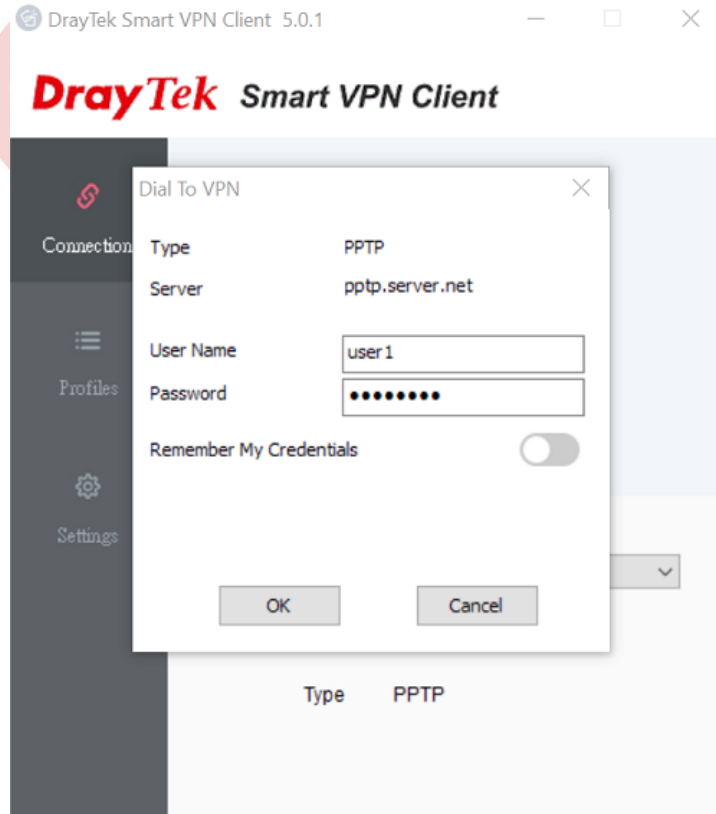 DrayTek Smart VPN Client 5.0.1
DrayTek Smart VPN Client
Dial To VPN
Connection
Type PPTP
Server pptp.server.net
User Name user1
Password ••••••••
Profiles
Remember My Credentials
Settings
OK Cancel
Type PPTP